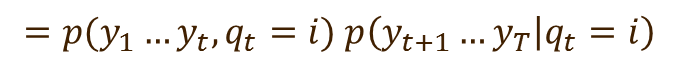 = p(y₁ … yₜ, qₜ = i) p(yₜ₊₁ … y_T|qₜ = i)